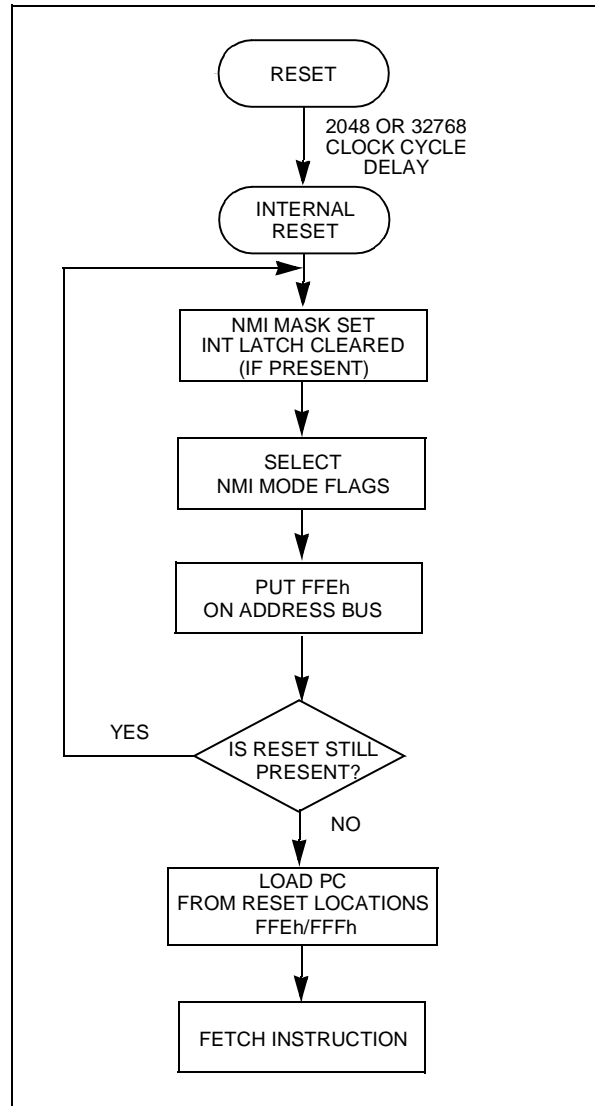 RESET
2048 OR 32768
CLOCK CYCLE
DELAY
INTERNAL
RESET
NMI MASK SET
INT LATCH CLEARED
(IF PRESENT)
SELECT
NMI MODE FLAGS
PUT FFEh
ON ADDRESS BUS
YES
IS RESET STILL
PRESENT?
NO
LOAD PC
FROM RESET LOCATIONS
FFEh/FFFh
FETCH INSTRUCTION